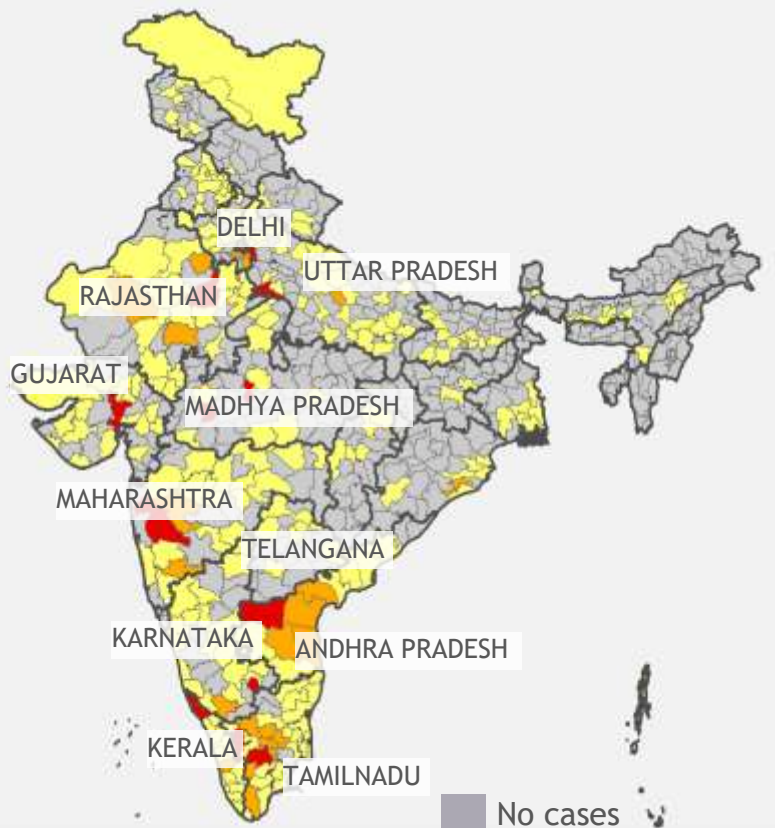 DELHI
UTTAR PRADESH
RAJASTHAN
GUJARAT
MADHYA PRADESH
MAHARASHTRA
TELANGANA
KARNATAKA
ANDHRA PRADESH
KERALA
TAMILNADU
No cases